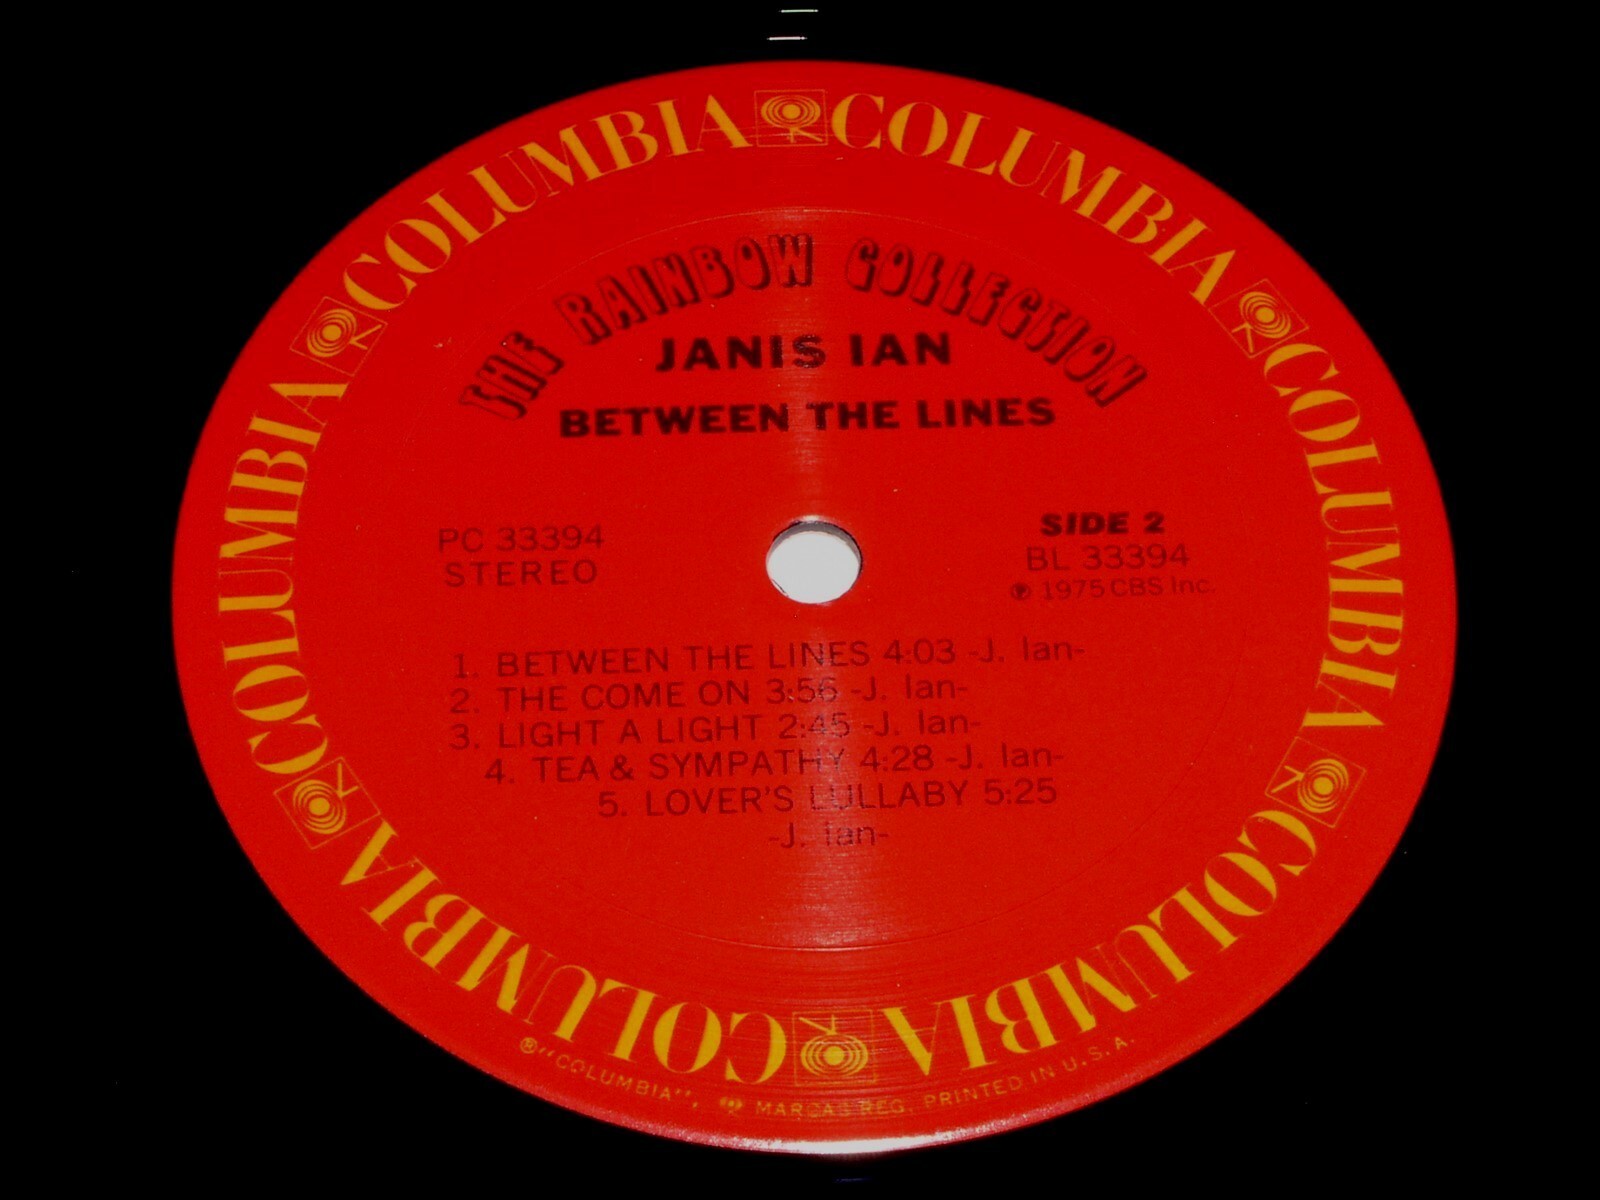 COLUMBIA COLUMBIA COLUMBIA COLUMBIA COLUMBIA COLUMBIA COLUMBIA COLUMBIA
THE RAINBOW COLLECTION
JANIS IAN
BETWEEN THE LINES
PC 33394
STEREO
SIDE 2
BL 33394
℗ 1975 CBS Inc.
1. BETWEEN THE LINES 4:03 -J. Ian-
2. THE COME ON 3:56 -J. Ian-
3. LIGHT A LIGHT 2:45 -J. Ian-
4. TEA & SYMPATHY 4:28 -J. Ian-
5. LOVER'S LULLABY 5:25
-J. Ian-
® "COLUMBIA", MARCAS REG. PRINTED IN U.S.A.